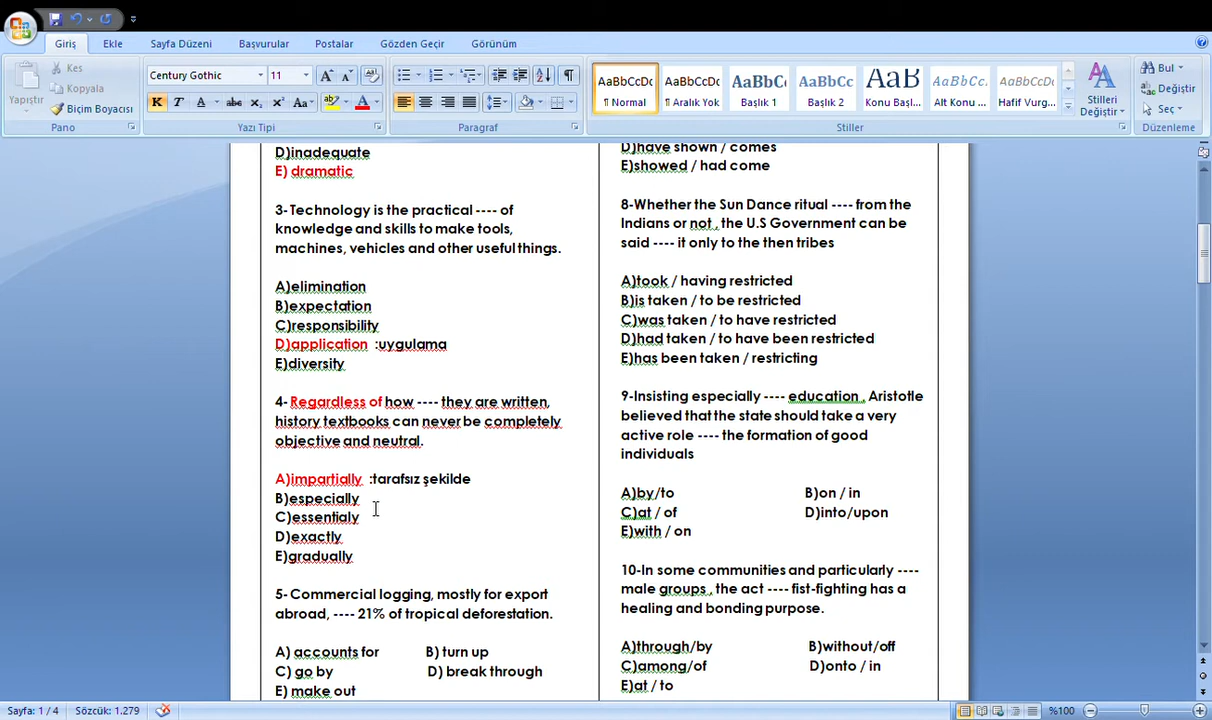 Giriş
Ekle
Sayfa Düzeni
Başvurular
Postalar
Gözden Geçir
Görünüm
Yapıştır
Kes
Kopyala
Biçim Boyacısı
Pano
Century Gothic
11
K T A abc x₂ x² Aa
Yazı Tipi
Paragraf
AaBbCcDc
¶ Normal
AaBbCcDc
¶ Aralık Yok
AaBbCc
Başlık 1
AaBbCc
Başlık 2
AaB
Konu Başl...
AaBbCc
Alt Konu ...
AaBbCcDc
Hafif Vurg...
Stilleri
Değiştir
Stiller
Bul
Değiştir
Seç
Düzenleme
D)inadequate
E) dramatic
3- Technology is the practical ---- of
knowledge and skills to make tools,
machines, vehicles and other useful things.
A)elimination
B)expectation
C)responsibility
D)application :uygulama
E)diversity
4- Regardless of how ---- they are written,
history textbooks can never be completely
objective and neutral.
A)impartially :tarafsız şekilde
B)especially
C)essentialy
D)exactly
E)gradually
5- Commercial logging, mostly for export
abroad, ---- 21% of tropical deforestation.
A) accounts for B) turn up
C) go by D) break through
E) make out
D)have shown / comes
E)showed / had come
8-Whether the Sun Dance ritual ---- from the
Indians or not , the U.S Government can be
said ---- it only to the then tribes
A)took / having restricted
B)is taken / to be restricted
C)was taken / to have restricted
D)had taken / to have been restricted
E)has been taken / restricting
9-Insisting especially ---- education , Aristotle
believed that the state should take a very
active role ---- the formation of good
individuals
A)by/to B)on / in
C)at / of D)into/upon
E)with / on
10-In some communities and particularly ----
male groups , the act ---- fist-fighting has a
healing and bonding purpose.
A)through/by B)without/off
C)among/of D)onto / in
E)at / to
Sayfa: 1 / 4
Sözcük: 1.279
%100